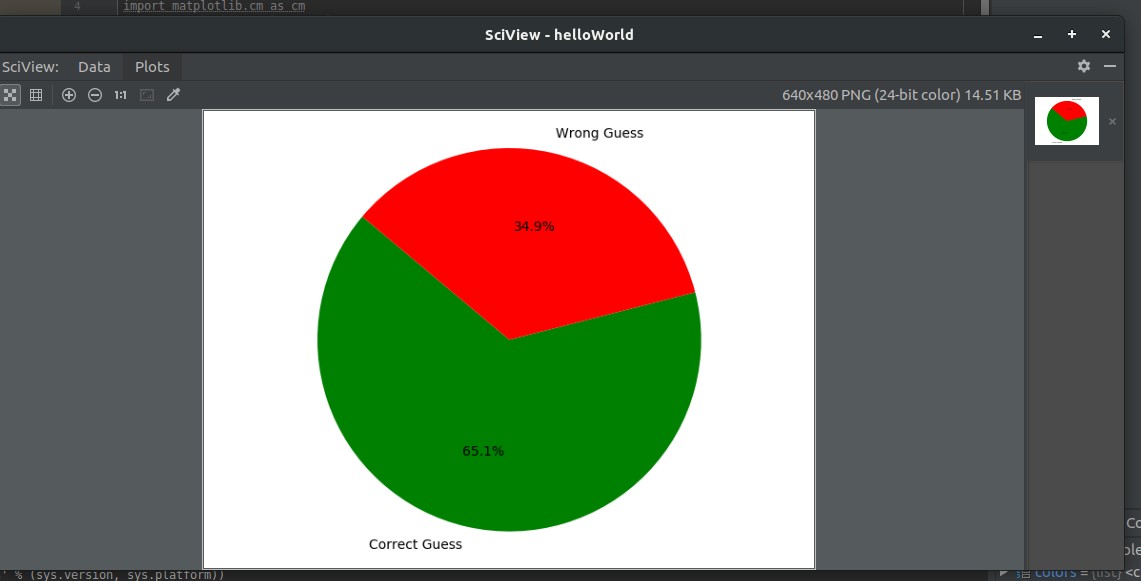 4 import matplotlib.cm as cm
SciView - helloWorld
SciView: Data Plots
1:1 640x480 PNG (24-bit color) 14.51 KB
Wrong Guess
34.9%
65.1%
Correct Guess
Co
ole
' % (sys.version, sys.platform)) colors = {list} <c